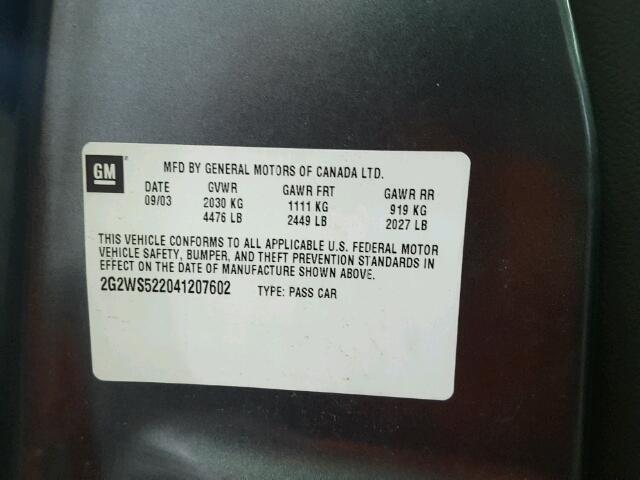 GM
MFD BY GENERAL MOTORS OF CANADA LTD.
DATE GVWR GAWR FRT GAWR RR
09/03 2030 KG 1111 KG 919 KG
4476 LB 2449 LB 2027 LB
THIS VEHICLE CONFORMS TO ALL APPLICABLE U.S. FEDERAL MOTOR
VEHICLE SAFETY, BUMPER, AND THEFT PREVENTION STANDARDS IN
EFFECT ON THE DATE OF MANUFACTURE SHOWN ABOVE.
2G2WS522041207602 TYPE: PASS CAR